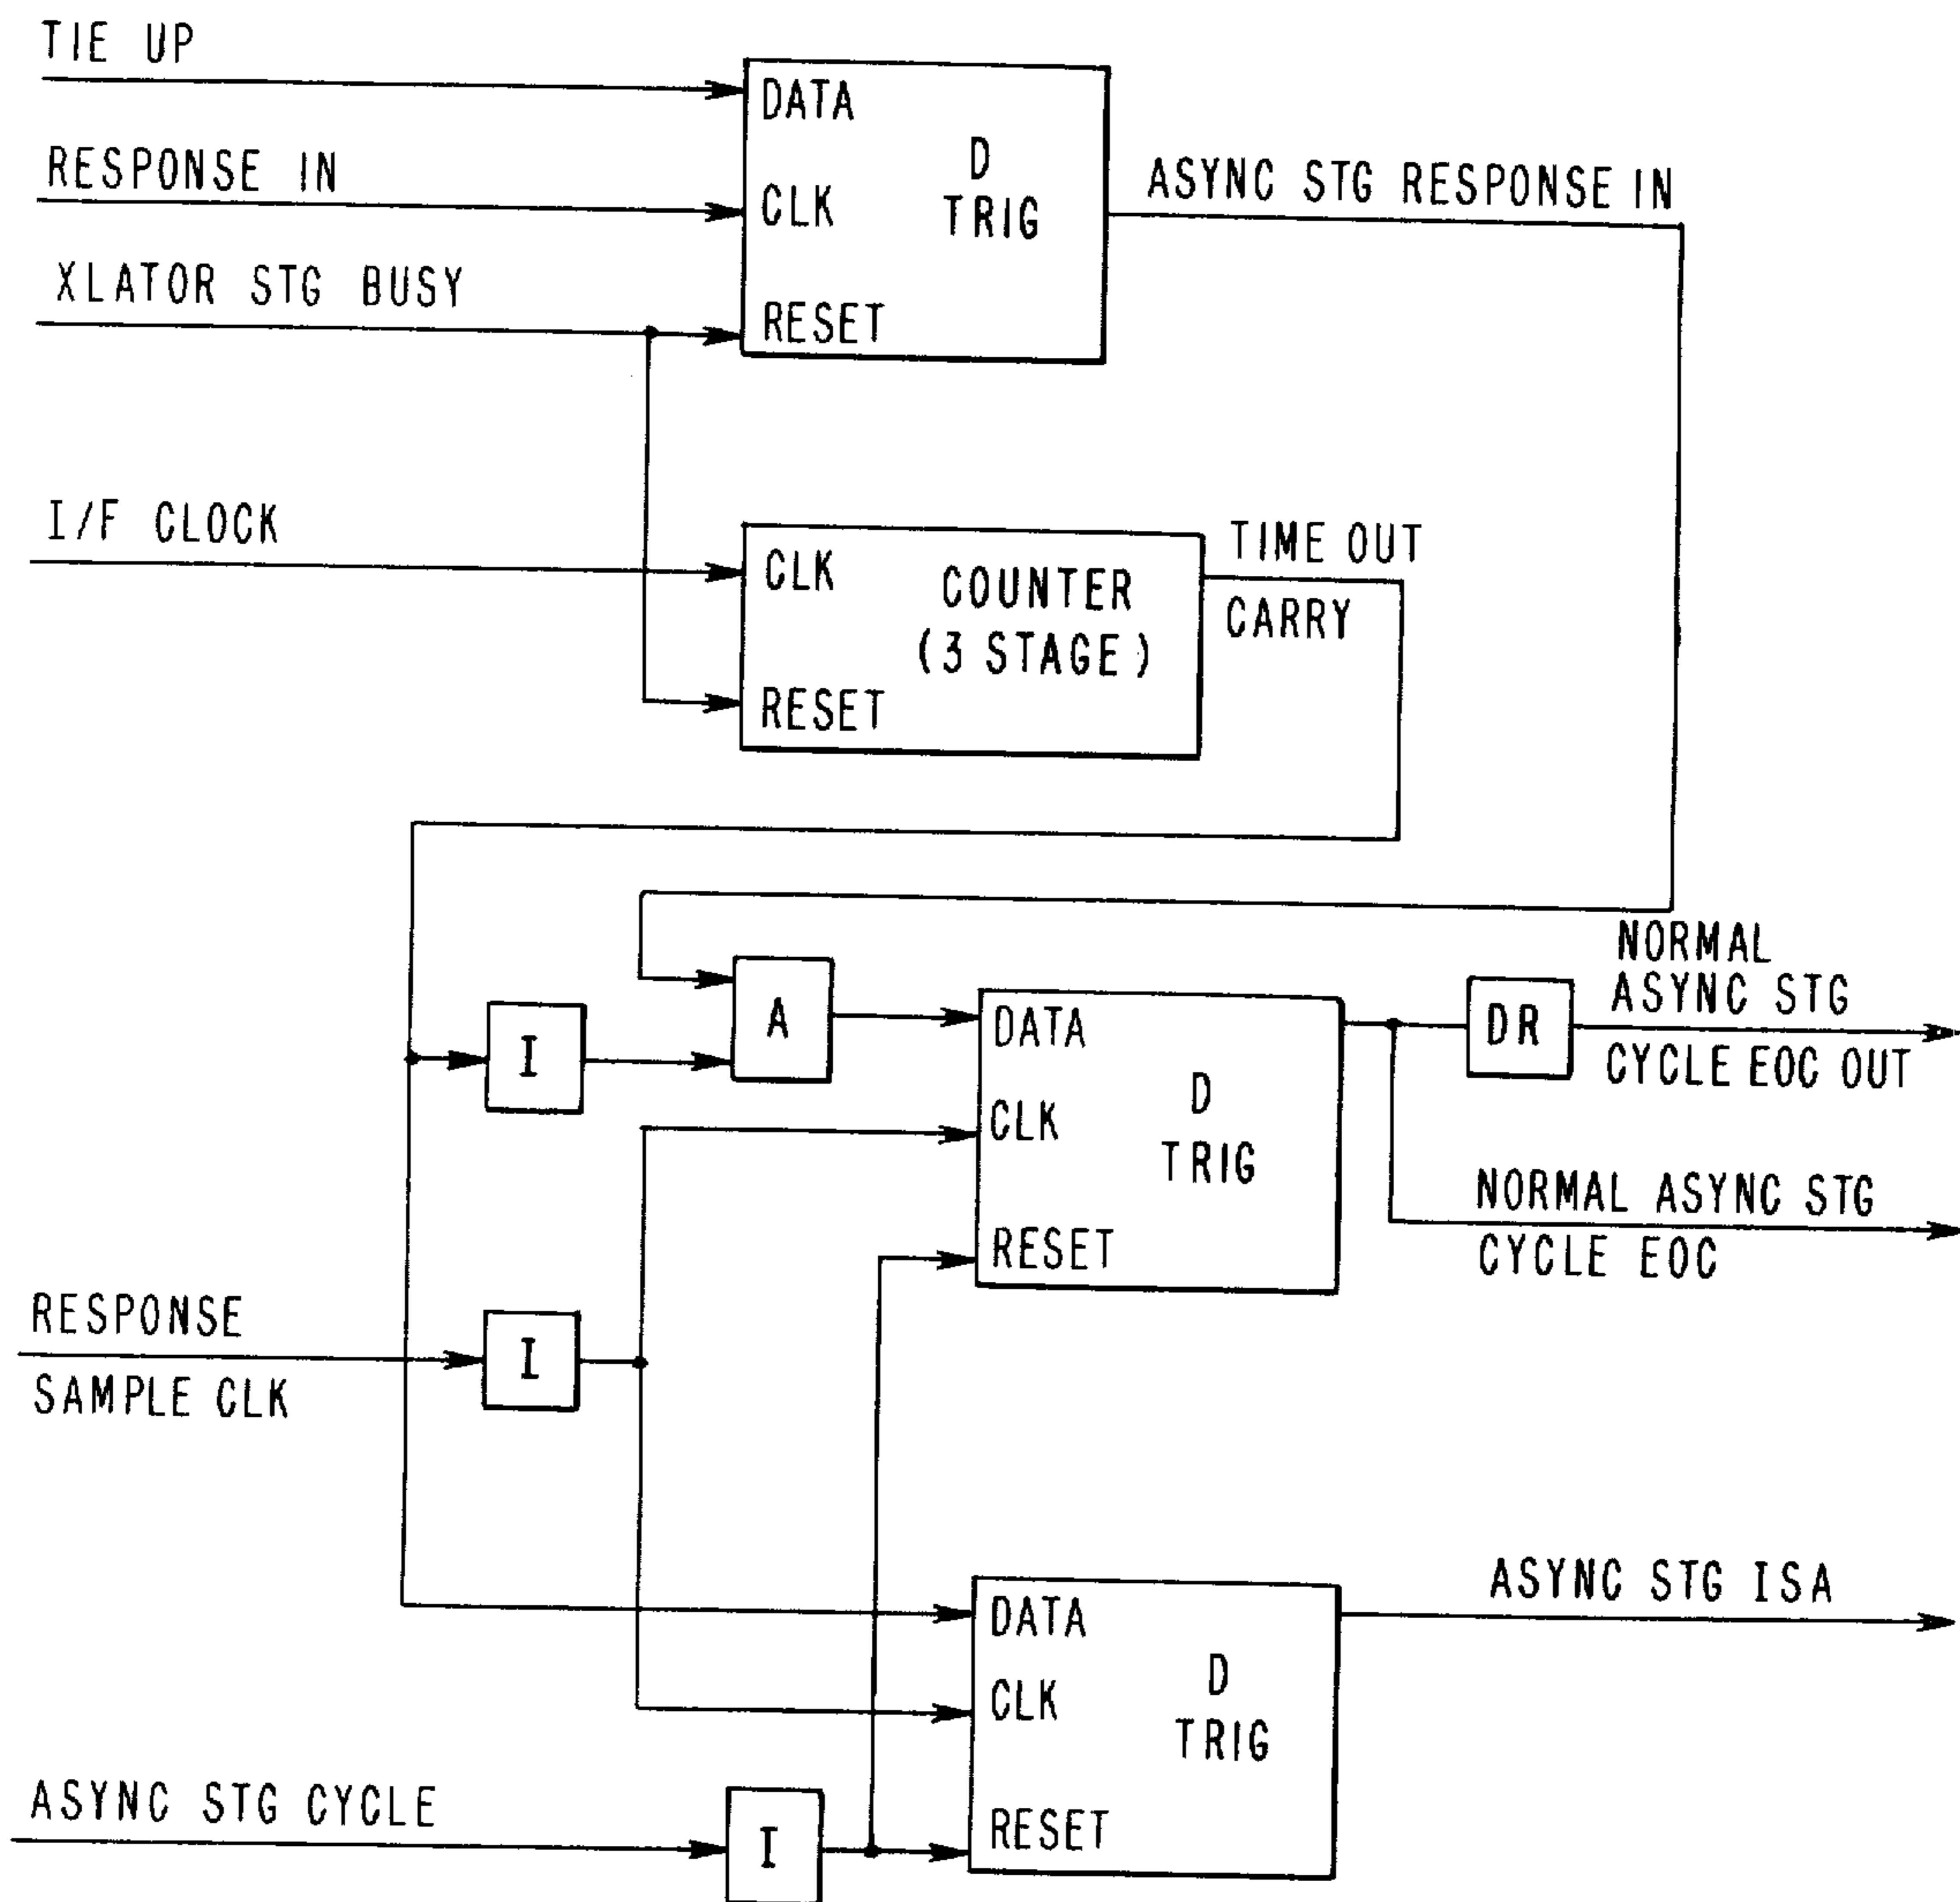 TIE UP
DATA
D
TRIG
RESPONSE IN
CLK
ASYNC STG RESPONSE IN
XLATOR STG BUSY
RESET
I/F CLOCK
CLK
COUNTER
(3 STAGE)
TIME OUT
CARRY
RESET
NORMAL
ASYNC STG
CYCLE EOC OUT
A
I
DATA
D
TRIG
DR
CLK
RESET
NORMAL ASYNC STG
CYCLE EOC
RESPONSE
SAMPLE CLK
I
DATA
D
TRIG
ASYNC STG ISA
CLK
RESET
ASYNC STG CYCLE
I